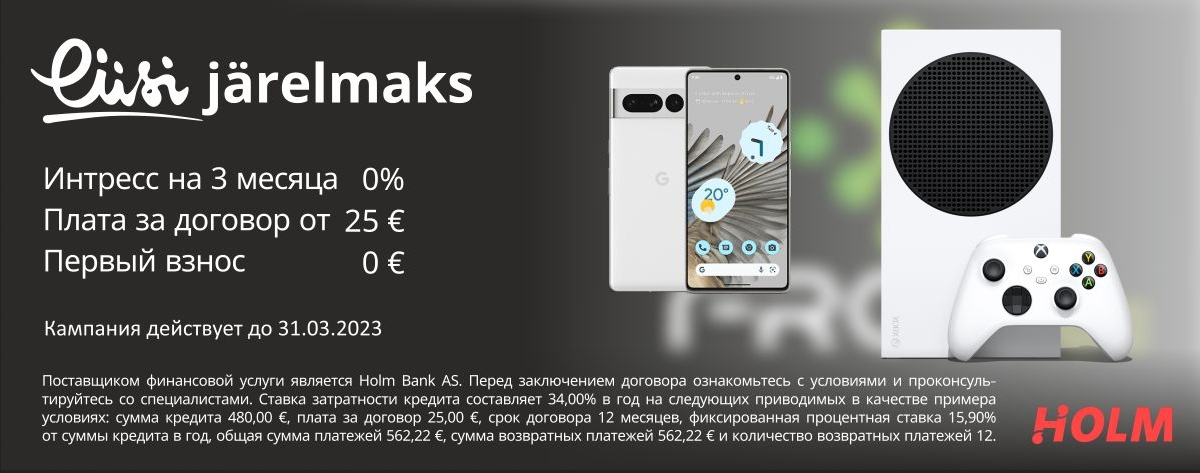 Liisi järelmaks
Интресс на 3 месяца 0%
Плата за договор от 25 €
Первый взнос 0 €
Кампания действует до 31.03.2023
Поставщиком финансовой услуги является Holm Bank AS. Перед заключением договора ознакомьтесь с условиями и проконсуль-
тируйтесь со специалистами. Ставка затратности кредита составляет 34,00% в год на следующих приводимых в качестве примера
условиях: сумма кредита 480,00 €, плата за договор 25,00 €, срок договора 12 месяцев, фиксированная процентная ставка 15,90%
от суммы кредита в год, общая сумма платежей 562,22 €, сумма возвратных платежей 562,22 € и количество возвратных платежей 12.
HOLM
G
20°
G
XBOX
Y
X
B
A